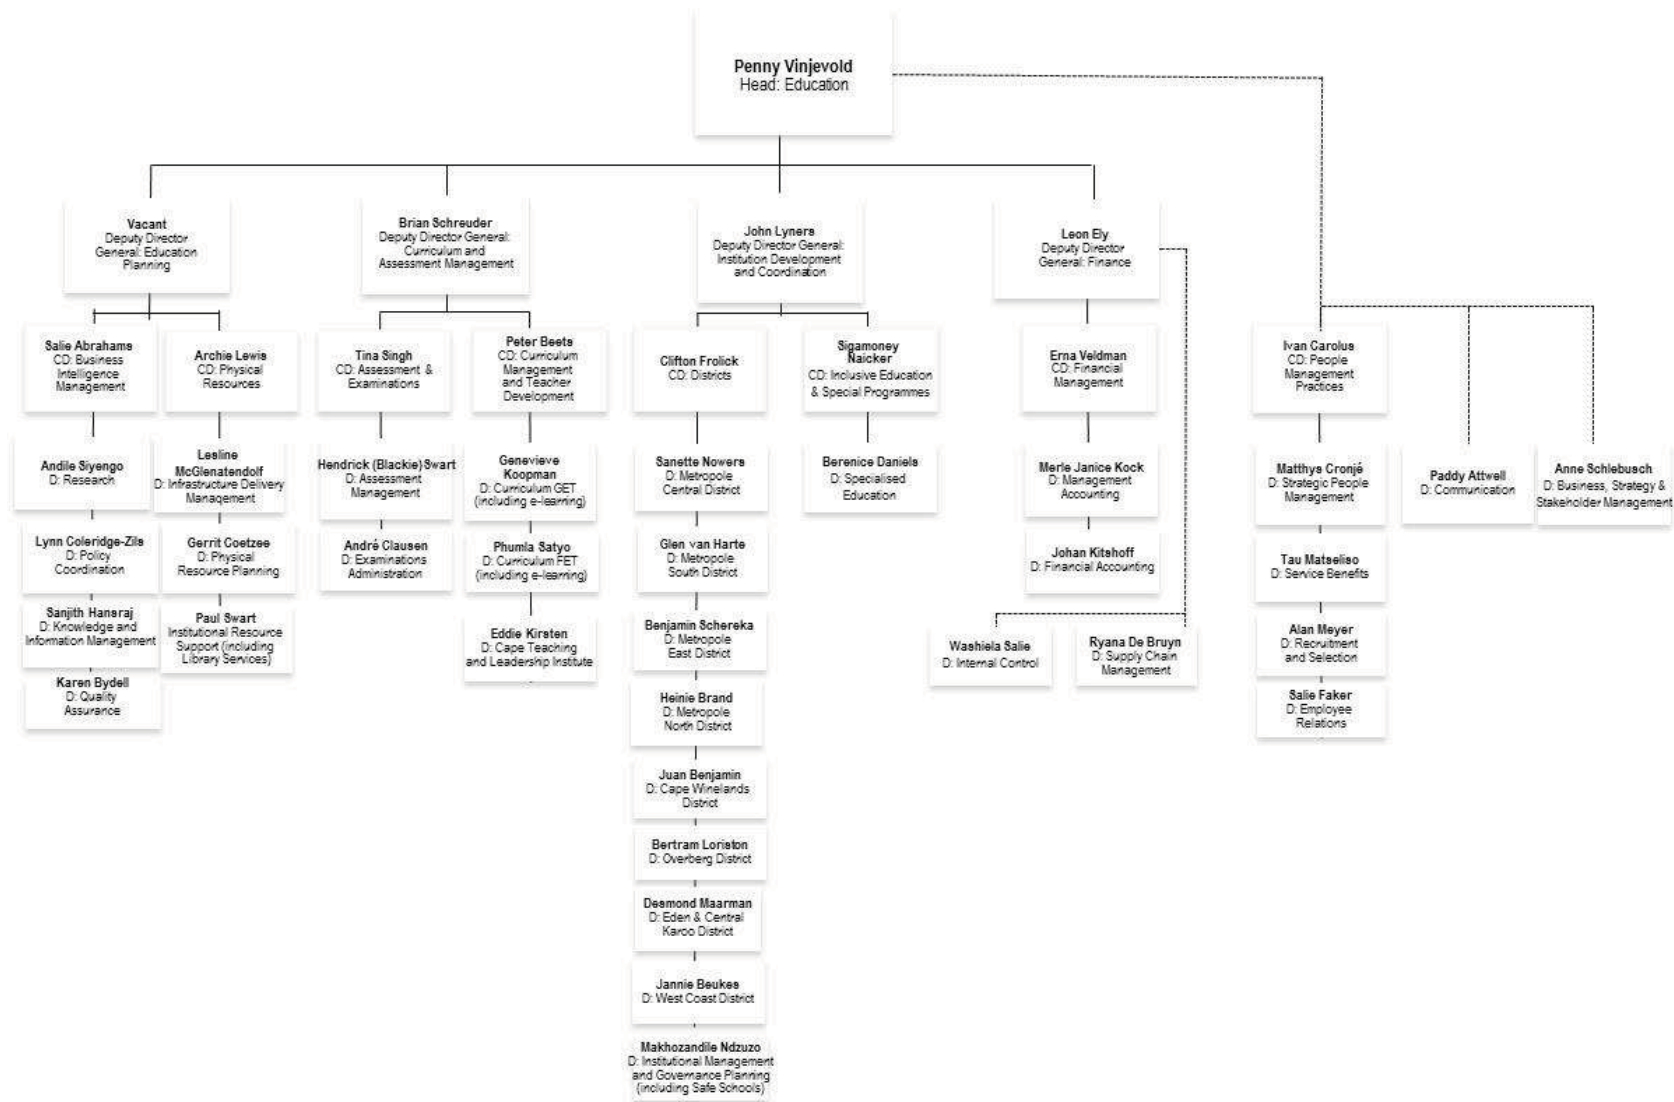 Penny Vinjevold
Head: Education
Vacant
Deputy Director
General: Education
Planning
Brian Schreuder
Deputy Director General:
Curriculum and
Assessment Management
John Lyners
Deputy Director General:
Institution Development
and Coordination
Leon Ely
Deputy Director
General: Finance
Salie Abrahams
CD: Business
Intelligence
Management
Archie Lewis
CD: Physical
Resources
Tina Singh
CD: Assessment &
Examinations
Peter Beets
CD: Curriculum
Management
and Teacher
Development
Clifton Frolick
CD: Districts
Sigamoney
Naicker
CD: Inclusive Education
& Special Programmes
Erna Veldman
CD: Financial
Management
Ivan Carolus
CD: People
Management
Practices
Andile Siyengo
D: Research
Lynn Coleridge-Zils
D: Policy
Coordination
Sanjith Hansraj
D: Knowledge and
Information Management
Karen Bydell
D: Quality
Assurance
Lesline
McGlenatendolf
D: Infrastructure Delivery
Management
Gerrit Coetzee
D: Physical
Resource Planning
Paul Swart
Institutional Resource
Support (including
Library Services)
Hendrick (Blackie) Swart
D: Assessment
Management
André Clausen
D: Examinations
Administration
Genevieve
Koopman
D: Curriculum GET
(including e-learning)
Phumla Satyo
D: Curriculum FET
(including e-learning)
Eddie Kirsten
D: Cape Teaching
and Leadership Institute
Sanette Nowers
D: Metropole
Central District
Glen van Harte
D: Metropole
South District
Benjamin Schereka
D: Metropole
East District
Heinie Brand
D: Metropole
North District
Juan Benjamin
D: Cape Winelands
District
Bertram Loriston
D: Overberg District
Desmond Maarman
D: Eden & Central
Karoo District
Jannie Beukes
D: West Coast District
Makhozandile Ndzuzo
D: Institutional Management
and Governance Planning
(including Safe Schools)
Berenice Daniels
D: Specialised
Education
Merle Janice Kock
D: Management
Accounting
Johan Kitshoff
D: Financial Accounting
Washiela Salie
D: Internal Control
Ryana De Bruyn
D: Supply Chain
Management
Matthys Cronjé
D: Strategic People
Management
Tau Matseliso
D: Service Benefits
Alan Meyer
D: Recruitment
and Selection
Salie Faker
D: Employee
Relations
Paddy Attwell
D: Communication
Anne Schlebusch
D: Business, Strategy &
Stakeholder Management